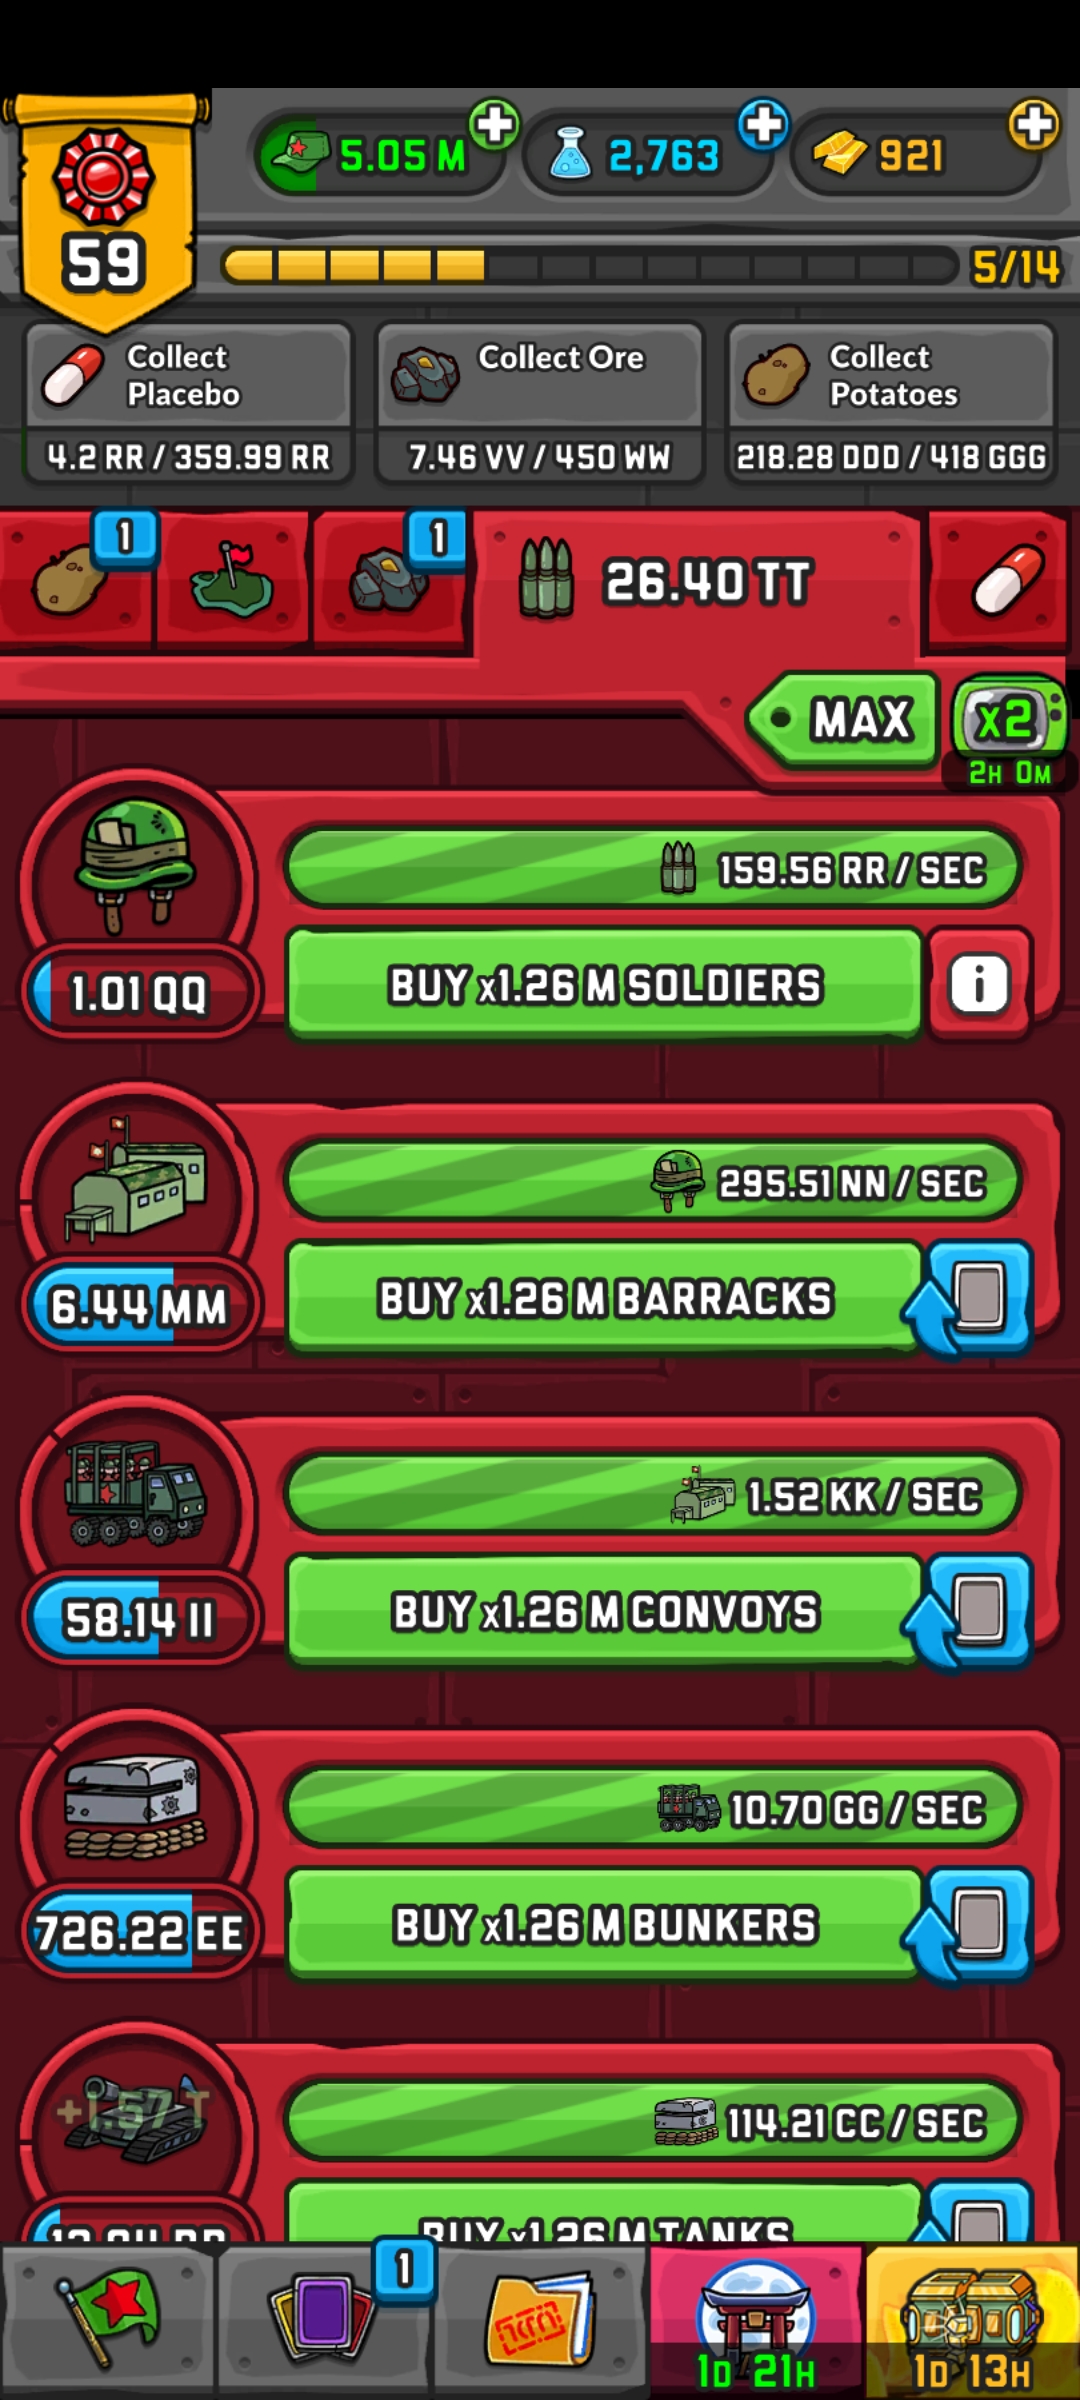 5.05 M
2,763
921
59
5/14
Collect
Placebo
4.2 RR / 359.99 RR
Collect Ore
7.46 VV / 450 WW
Collect
Potatoes
218.28 DDD / 418 GGG
1
1
26.40 TT
MAX
x2
2H 0M
159.56 RR / SEC
1.01 QQ
BUY x1.26 M SOLDIERS
i
295.51 NN / SEC
6.44 MM
BUY x1.26 M BARRACKS
1.52 KK / SEC
58.14 II
BUY x1.26 M CONVOYS
10.70 GG / SEC
726.22 EE
BUY x1.26 M BUNKERS
+1.57 T
114.21 CC / SEC
BUY x1.26 M TANKS
1
1D 21H
1D 13H